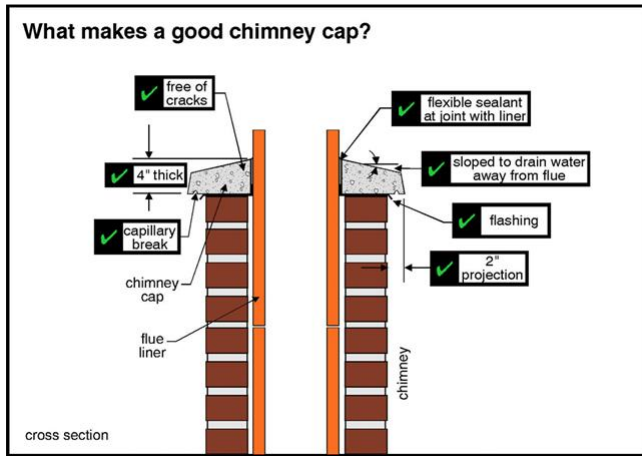 What makes a good chimney cap?
free of
cracks
4" thick
capillary
break
chimney
cap
flue
liner
flexible sealant
at joint with liner
sloped to drain water
away from flue
flashing
2"
projection
chimney
cross section